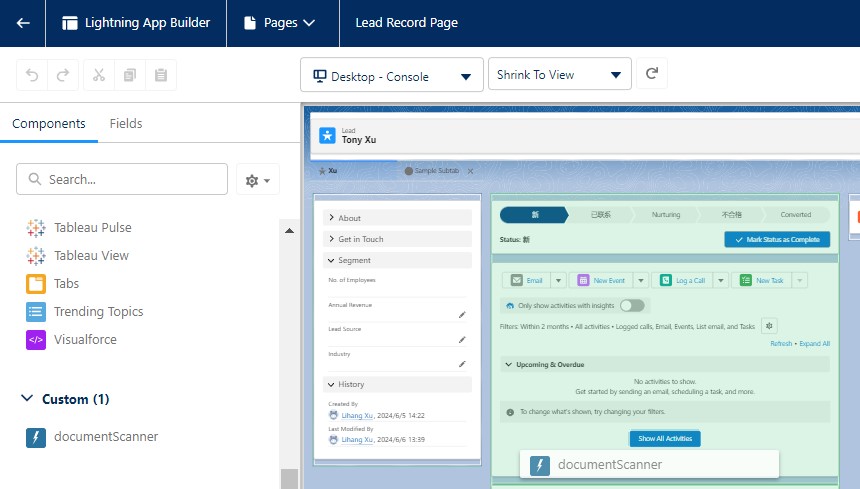 Lightning App Builder
Pages
Lead Record Page
Desktop - Console
Shrink To View
Components
Fields
Search...
Tableau Pulse
Tableau View
Tabs
Trending Topics
Visualforce
Custom (1)
documentScanner
Lead
Tony Xu
Xu
Sample Subtab
About
Get in Touch
Segment
No. of Employees
Annual Revenue
Lead Source
Industry
History
Created By
Lihang Xu, 2024/6/5 14:22
Last Modified By
Lihang Xu, 2024/6/6 13:39
新
已联系
Nurturing
不合格
Converted
Status: 新
Mark Status as Complete
Email
New Event
Log a Call
New Task
Only show activities with insights
Filters: Within 2 months • All activities • Logged calls, Email, Events, List email, and Tasks
Refresh • Expand All
Upcoming & Overdue
No activities to show.
Get started by sending an email, scheduling a task, and more.
To change what's shown, try changing your filters.
Show All Activities
documentScanner